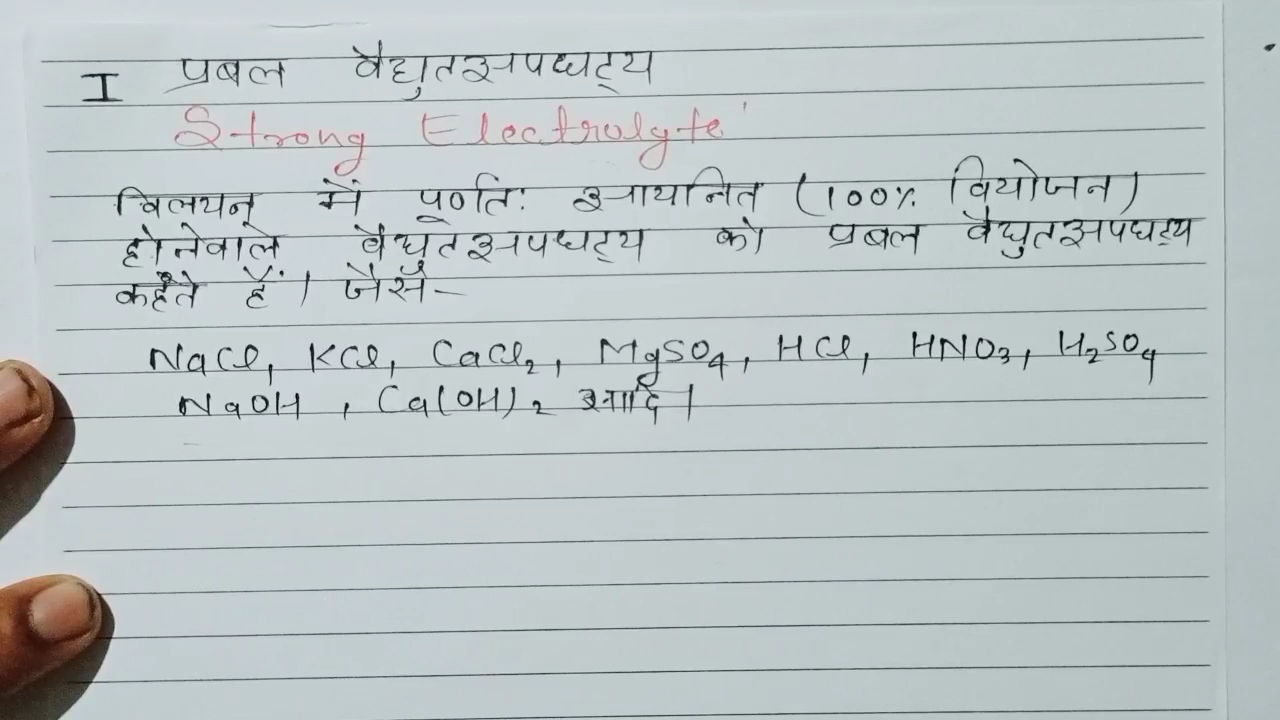 I प्रबल वैद्युतअपघट्य
Strong Electrolyte
विलयन में पूर्णतः आयानित (100% वियोजन)
होनेवाले वैद्युतअपघट्य को प्रबल वैद्युतअपघट्य
कहते हैं। जैसे-
NaCl, KCl, CaCl₂, MgSO₄, HCl, HNO₃, H₂SO₄
NaOH, Ca(OH)₂ आदि।